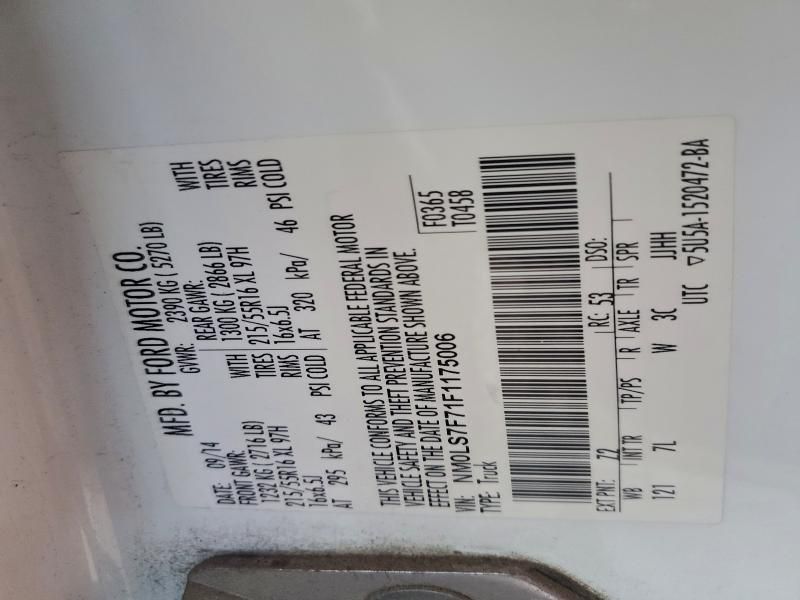 MFD. BY FORD MOTOR CO.
DATE: 09/14 GVWR: 2390 KG ( 5270 LB)
FRONT GAWR: REAR GAWR:
1232 KG ( 2716 LB) WITH 1300 KG ( 2866 LB) WITH
215/55R16 XL 97H TIRES 215/55R16 XL 97H TIRES
16x6.5J RIMS 16x6.5J RIMS
AT 295 kPa/ 43 PSI COLD AT 320 kPa/ 46 PSI COLD
THIS VEHICLE CONFORMS TO ALL APPLICABLE FEDERAL MOTOR
VEHICLE SAFETY AND THEFT PREVENTION STANDARDS IN
EFFECT ON THE DATE OF MANUFACTURE SHOWN ABOVE.
VIN: NM0LS7F71F1175006 F0365
TYPE: Truck T0458
EXT PNT: 7Z RC: 53 DSO:
WB INT TR TP/PS R AXLE TR SPR
121 7L W 3C JJHH
UTC ▽5U5A-1520472-BA